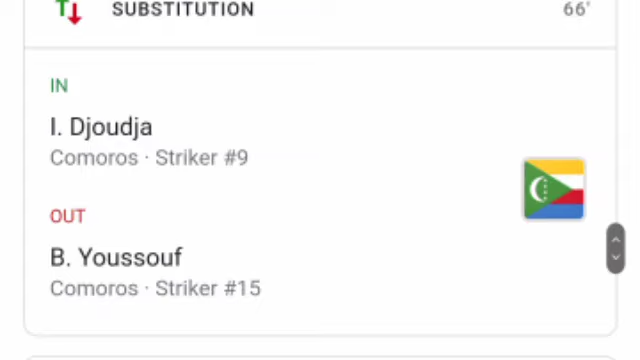 SUBSTITUTION 66'
IN
I. Djoudja
Comoros · Striker #9
OUT
B. Youssouf
Comoros · Striker #15